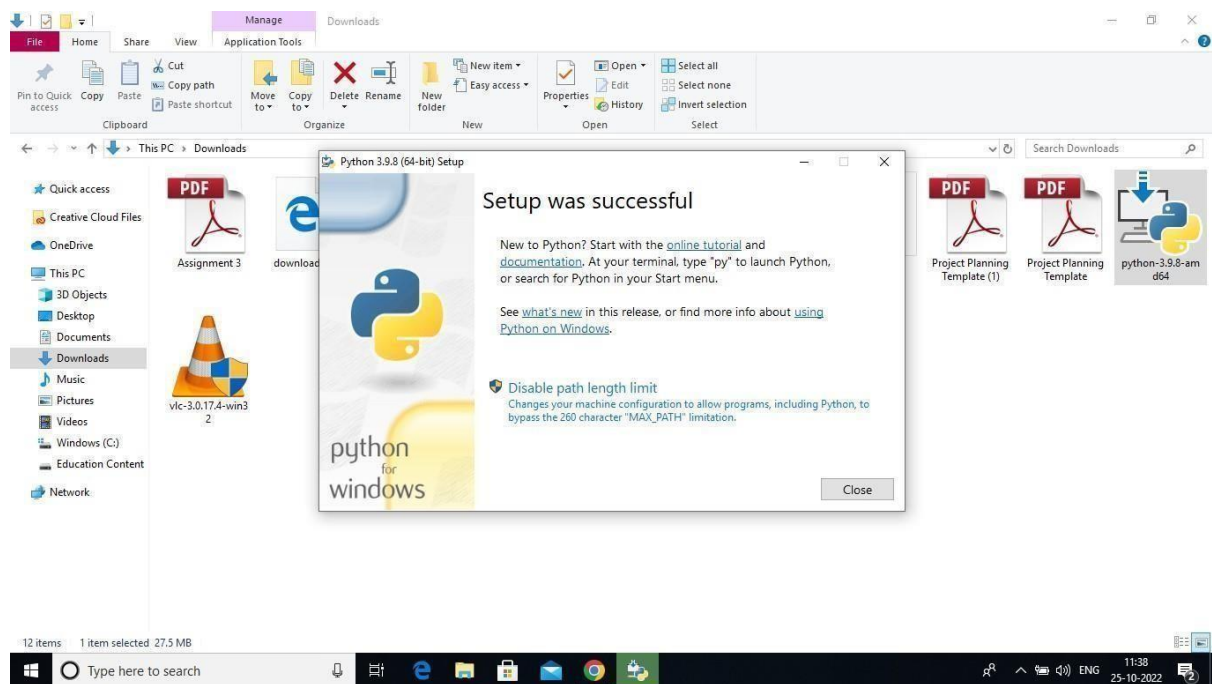 Manage
Downloads
File
Home
Share
View
Application Tools
Pin to Quick access
Copy
Paste
Cut
Copy path
Paste shortcut
Clipboard
Move to
Copy to
Delete
Rename
Organize
New folder
New item
Easy access
New
Properties
Open
Edit
History
Open
Select all
Select none
Invert selection
Select
This PC > Downloads
Search Downloads
Quick access
Creative Cloud Files
OneDrive
This PC
3D Objects
Desktop
Documents
Downloads
Music
Pictures
Videos
Windows (C:)
Education Content
Network
PDF
Assignment 3
download
vlc-3.0.17.4-win3
2
Python 3.9.8 (64-bit) Setup
Setup was successful
New to Python? Start with the online tutorial and
documentation. At your terminal, type "py" to launch Python,
or search for Python in your Start menu.
See what's new in this release, or find more info about using
Python on Windows.
Disable path length limit
Changes your machine configuration to allow programs, including Python, to
bypass the 260 character "MAX_PATH" limitation.
python
for
windows
Close
PDF
Project Planning
Template (1)
PDF
Project Planning
Template
python-3.9.8-am
d64
12 items
1 item selected 27.5 MB
Type here to search
ENG
11:38
25-10-2022
2